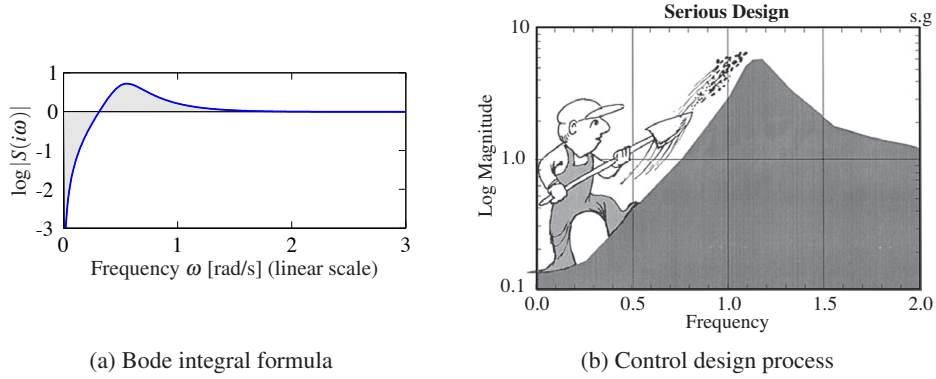 1
0
-1
-2
-3
log|S(iω)|
0 1 2 3
Frequency ω [rad/s] (linear scale)
(a) Bode integral formula
Serious Design
s.g
10
1.0
0.1
Log Magnitude
0.0 0.5 1.0 1.5 2.0
Frequency
(b) Control design process